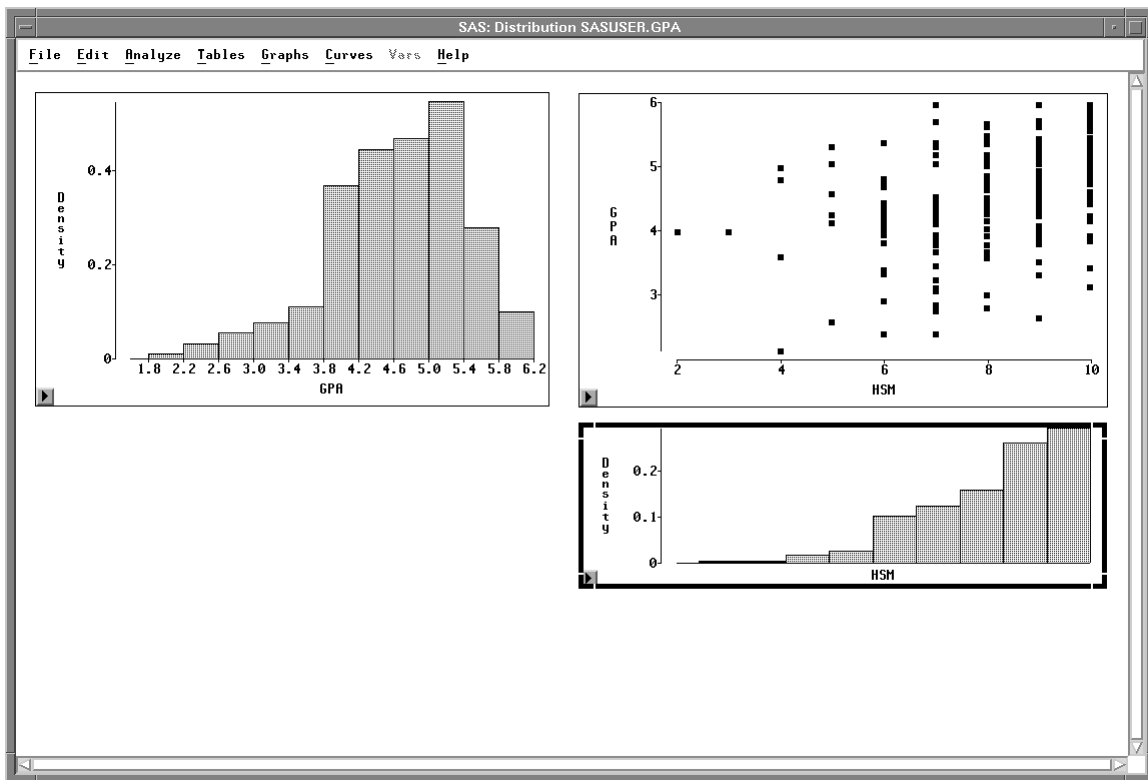 SAS: Distribution SASUSER.GPA
File Edit Analyze Tables Graphs Curves Vars Help
Density
0.4
0.2
0
1.8 2.2 2.6 3.0 3.4 3.8 4.2 4.6 5.0 5.4 5.8 6.2
GPA
GPA
6
5
4
3
2 4 6 8 10
HSM
Density
0.2
0.1
0
HSM